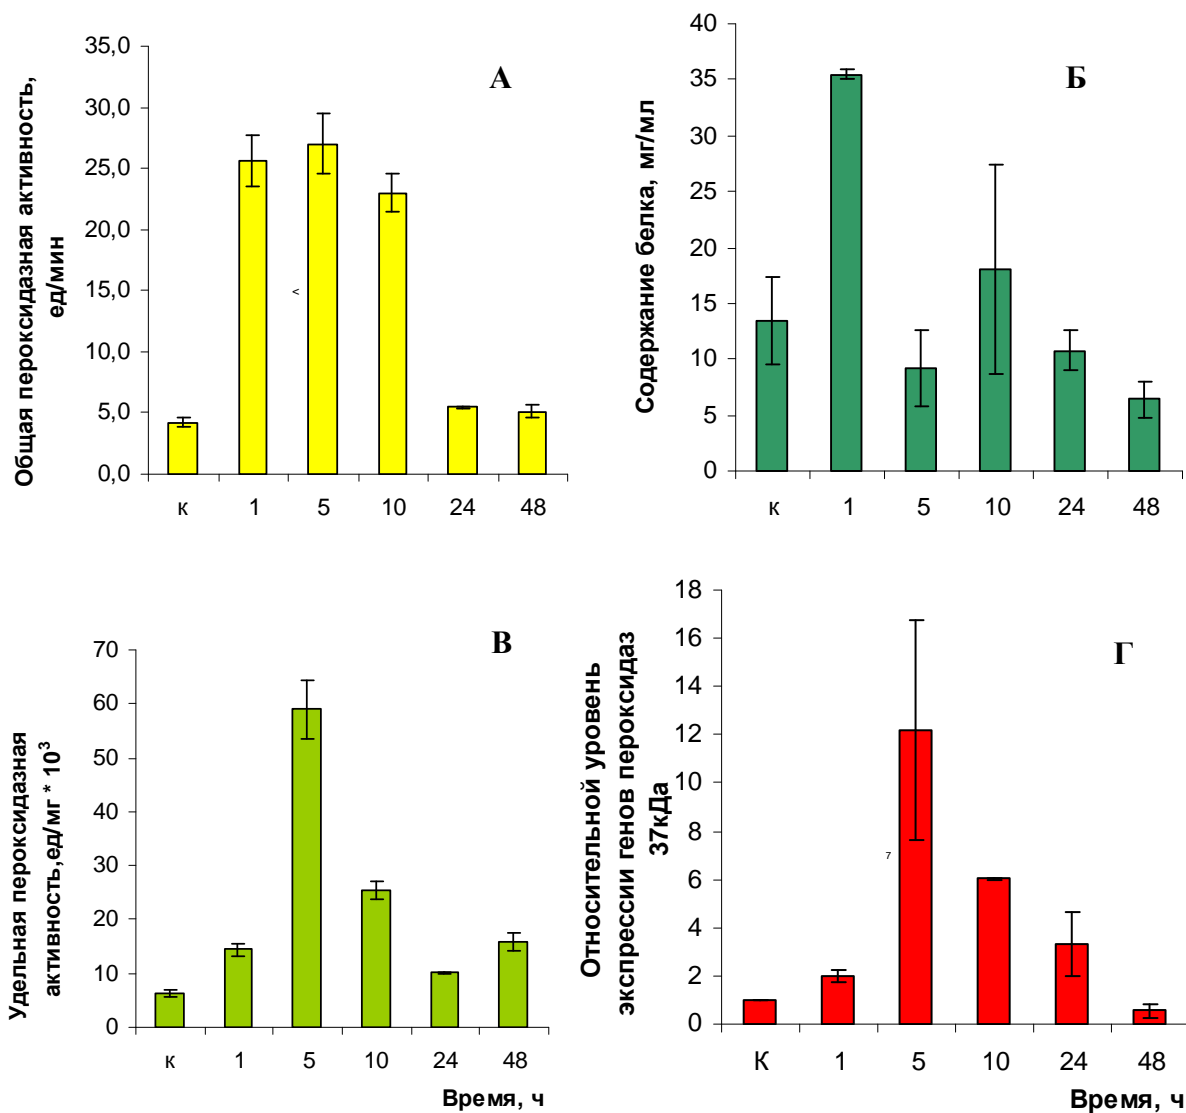 А
Общая пероксидазная активность,
ед/мин
35,0
30,0
25,0
20,0
15,0
10,0
5,0
0,0
<
к 1 5 10 24 48
Б
Содержание белка, мг/мл
40
35
30
25
20
15
10
5
0
к 1 5 10 24 48
В
Удельная пероксидазная
активность,ед/мг * 10³
70
60
50
40
30
20
10
0
к 1 5 10 24 48
Время, ч
Г
Относительной уровень
экспрессии генов пероксидаз
37кДа
18
16
14
12
10
8
6
4
2
0
7
К 1 5 10 24 48
Время, ч